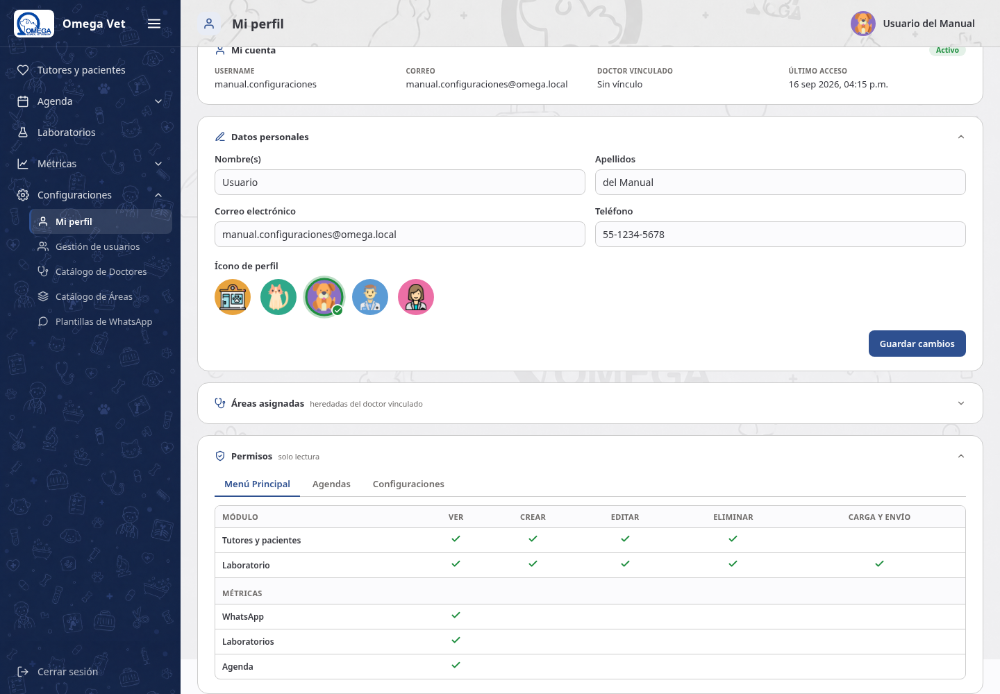 OMEGA
Omega Vet
Mi perfil
Usuario del Manual
Tutores y pacientes
Agenda
Laboratorios
Métricas
Configuraciones
Mi perfil
Gestión de usuarios
Catálogo de Doctores
Catálogo de Áreas
Plantillas de WhatsApp
Cerrar sesión
Mi cuenta
Activo
USERNAME
CORREO
DOCTOR VINCULADO
ÚLTIMO ACCESO
manual.configuraciones
manual.configuraciones@omega.local
Sin vínculo
16 sep 2026, 04:15 p.m.
Datos personales
Nombre(s)
Apellidos
Usuario
del Manual
Correo electrónico
Teléfono
manual.configuraciones@omega.local
55-1234-5678
Ícono de perfil
Guardar cambios
OMEGA
Áreas asignadas heredadas del doctor vinculado
Permisos solo lectura
Menú Principal Agendas Configuraciones
MÓDULO VER CREAR EDITAR ELIMINAR CARGA Y ENVÍO
Tutores y pacientes
Laboratorio
MÉTRICAS
WhatsApp
Laboratorios
Agenda